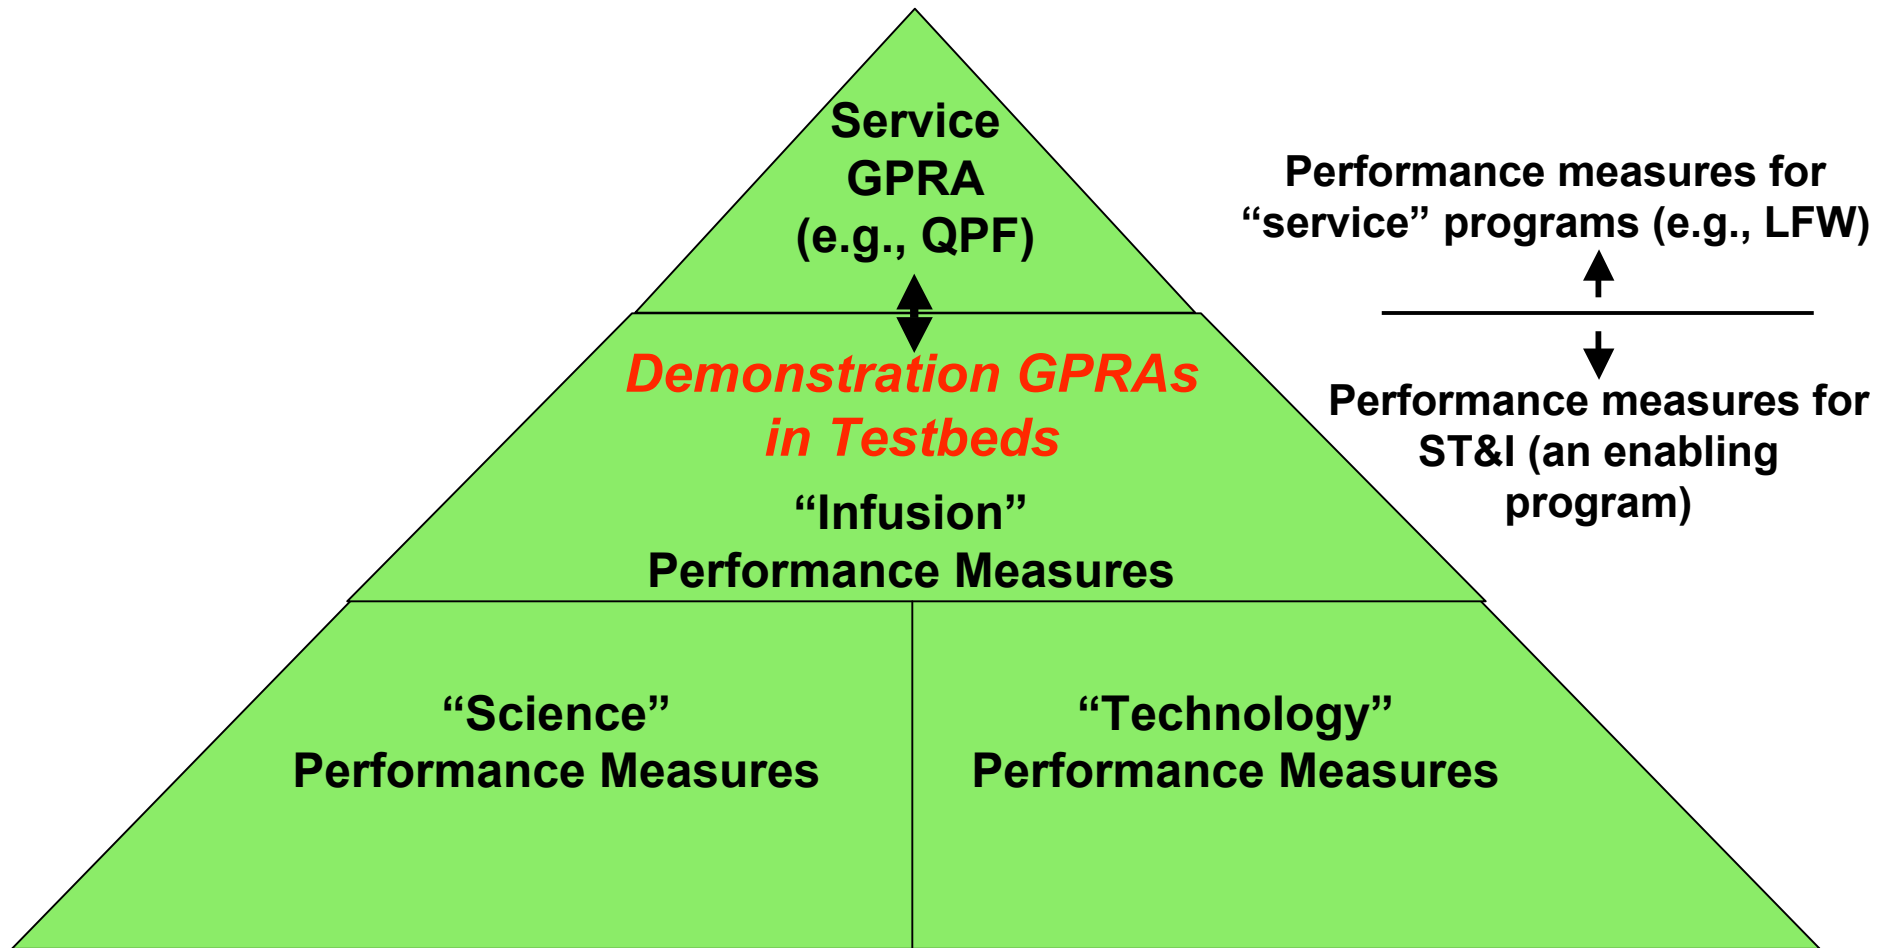 Service
GPRA
(e.g., QPF)
Performance measures for
“service” programs (e.g., LFW)
Demonstration GPRAs
in Testbeds
Performance measures for
ST&I (an enabling
program)
“Infusion”
Performance Measures
“Science”
Performance Measures
“Technology”
Performance Measures